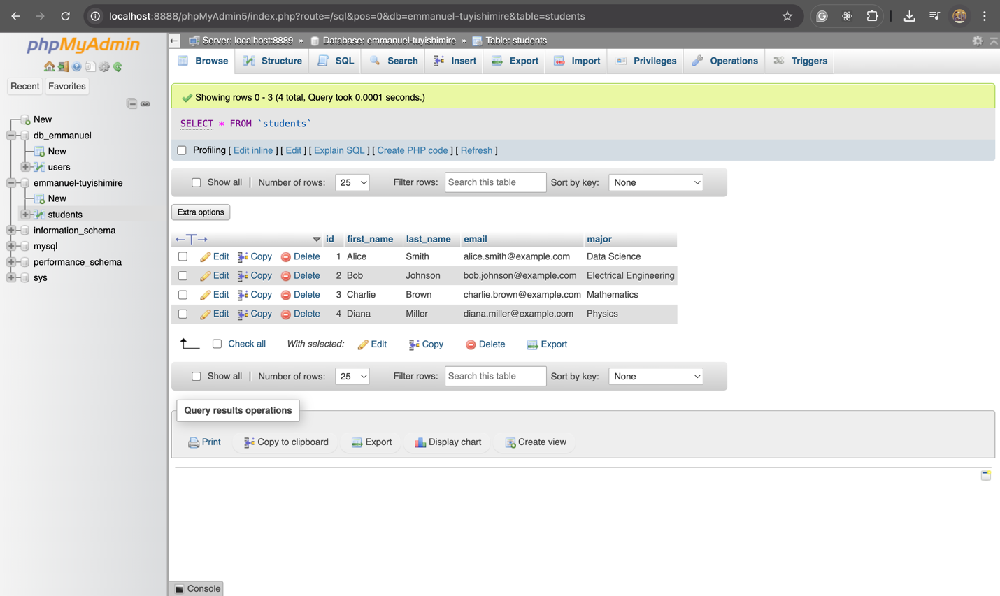 localhost:8888/phpMyAdmin5/index.php?route=/sql&pos=0&db=emmanuel-tuyishimire&table=students
phpMyAdmin
Recent Favorites
New
db_emmanuel
New
users
emmanuel-tuyishimire
New
students
information_schema
mysql
performance_schema
sys
Server: localhost:8889 » Database: emmanuel-tuyishimire » Table: students
Browse Structure SQL Search Insert Export Import Privileges Operations Triggers
Showing rows 0 - 3 (4 total, Query took 0.0001 seconds.)
SELECT * FROM `students`
Profiling [ Edit inline ] [ Edit ] [ Explain SQL ] [ Create PHP code ] [ Refresh ]
Show all | Number of rows: 25 Filter rows: Search this table Sort by key: None
Extra options
←T→ id first_name last_name email major
Edit Copy Delete 1 Alice Smith alice.smith@example.com Data Science
Edit Copy Delete 2 Bob Johnson bob.johnson@example.com Electrical Engineering
Edit Copy Delete 3 Charlie Brown charlie.brown@example.com Mathematics
Edit Copy Delete 4 Diana Miller diana.miller@example.com Physics
Check all With selected: Edit Copy Delete Export
Show all | Number of rows: 25 Filter rows: Search this table Sort by key: None
Query results operations
Print Copy to clipboard Export Display chart Create view
Console